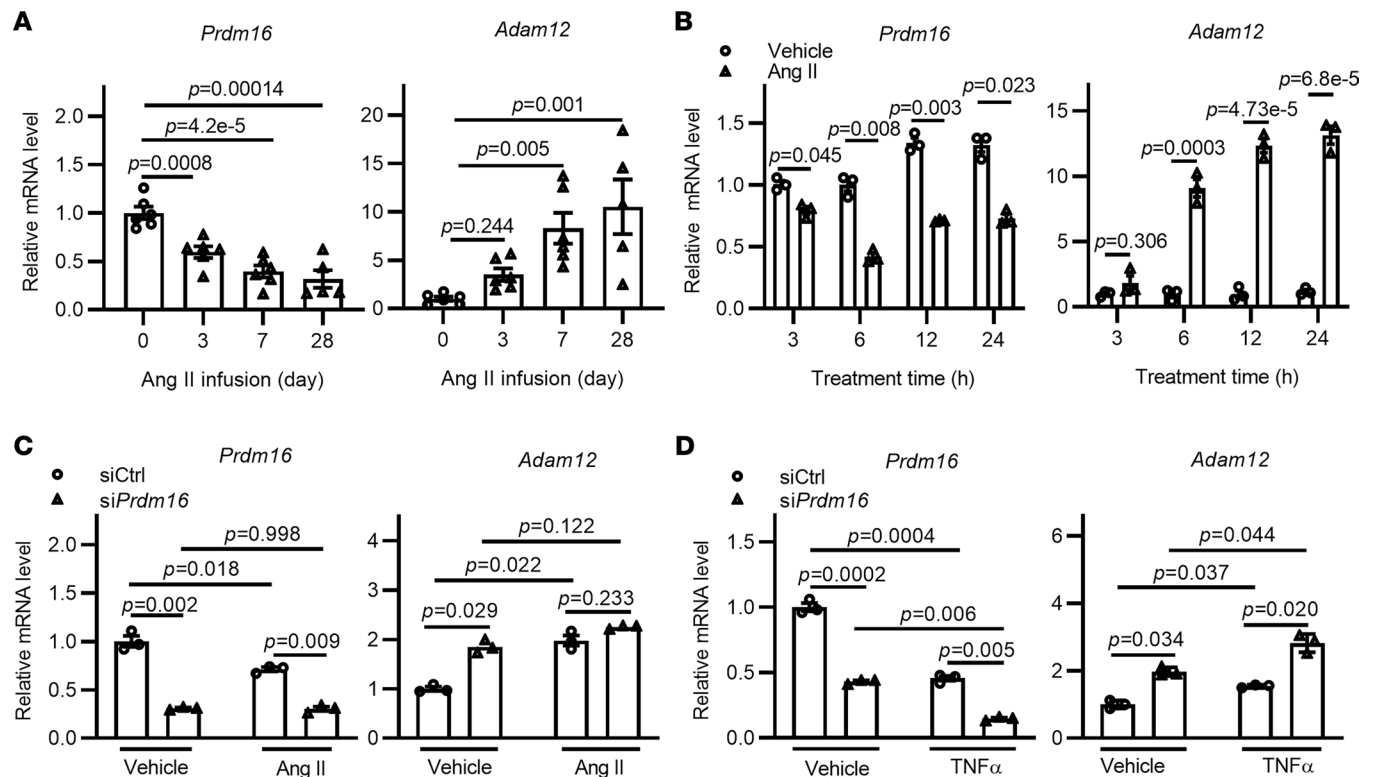 A
Prdm16
Relative mRNA level
2.0
1.5
1.0
0.5
0.0
p=0.00014
p=4.2e-5
p=0.0008
0 3 7 28
Ang II infusion (day)
Adam12
20
15
10
5
0
p=0.001
p=0.005
p=0.244
0 3 7 28
Ang II infusion (day)
B
Vehicle
Ang II
Prdm16
Relative mRNA level
1.5
1.0
0.5
0.0
p=0.045
p=0.008
p=0.003
p=0.023
3 6 12 24
Treatment time (h)
Adam12
15
10
5
0
p=0.306
p=0.0003
p=4.73e-5
p=6.8e-5
3 6 12 24
Treatment time (h)
C
siCtrl
siPrdm16
Prdm16
Relative mRNA level
2.0
1.5
1.0
0.5
0.0
p=0.998
p=0.018
p=0.002
p=0.009
Vehicle Ang II
Adam12
4
3
2
1
0
p=0.122
p=0.022
p=0.029
p=0.233
Vehicle Ang II
D
siCtrl
siPrdm16
Prdm16
Relative mRNA level
1.5
1.0
0.5
0.0
p=0.0004
p=0.0002
p=0.006
p=0.005
Vehicle TNFα
Adam12
6
4
2
0
p=0.044
p=0.037
p=0.034
p=0.020
Vehicle TNFα